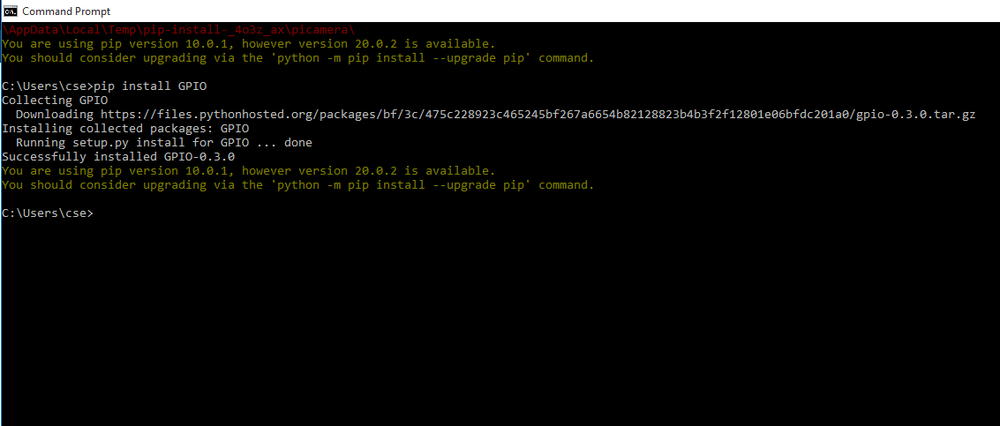 Command Prompt
\AppData\Local\Temp\pip-install-_4o3z_ax\picamera\
You are using pip version 10.0.1, however version 20.0.2 is available.
You should consider upgrading via the 'python -m pip install --upgrade pip' command.
C:\Users\cse>pip install GPIO
Collecting GPIO
  Downloading https://files.pythonhosted.org/packages/bf/3c/475c228923c465245bf267a6654b82128823b4b3f2f12801e06bfdc201a0/gpio-0.3.0.tar.gz
Installing collected packages: GPIO
  Running setup.py install for GPIO ... done
Successfully installed GPIO-0.3.0
You are using pip version 10.0.1, however version 20.0.2 is available.
You should consider upgrading via the 'python -m pip install --upgrade pip' command.
C:\Users\cse>